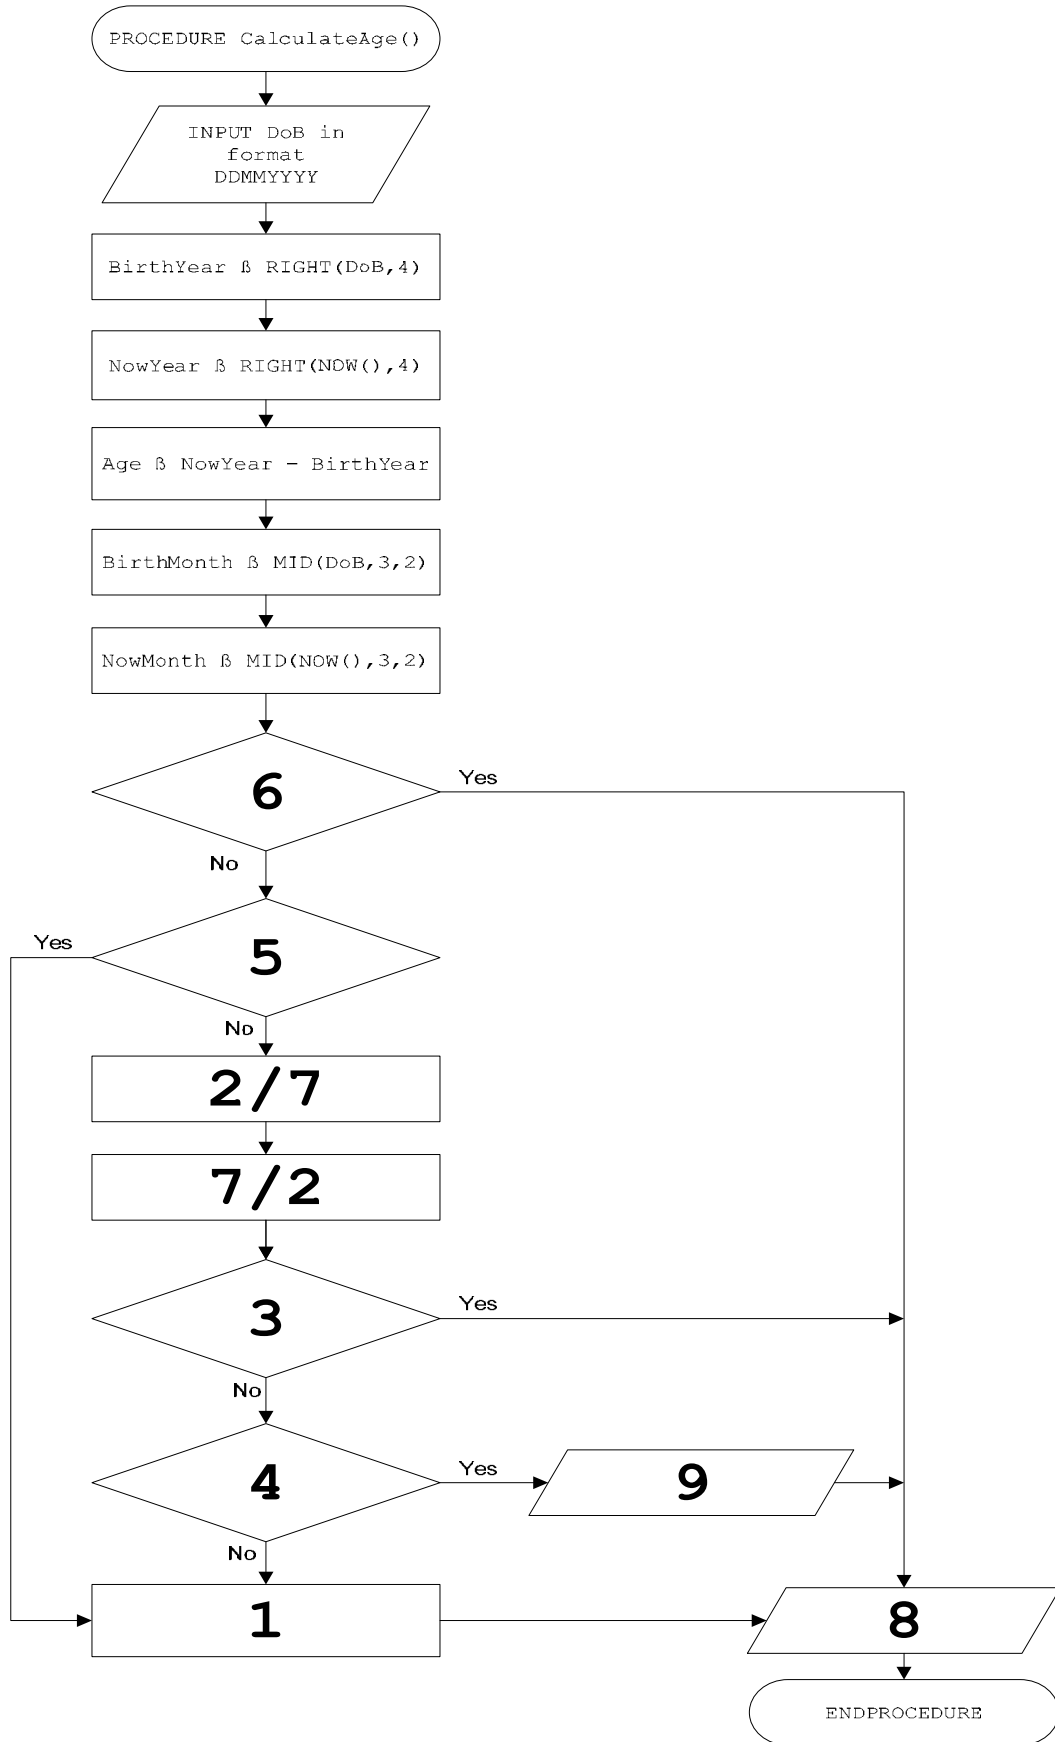 PROCEDURE CalculateAge()
INPUT DoB in
format
DDMMYYYY
BirthYear ß RIGHT(DoB,4)
NowYear ß RIGHT(NOW(),4)
Age ß NowYear – BirthYear
BirthMonth ß MID(DoB,3,2)
NowMonth ß MID(NOW(),3,2)
6
Yes
No
5
Yes
No
2/7
7/2
3
Yes
No
4
Yes
9
No
1
8
ENDPROCEDURE